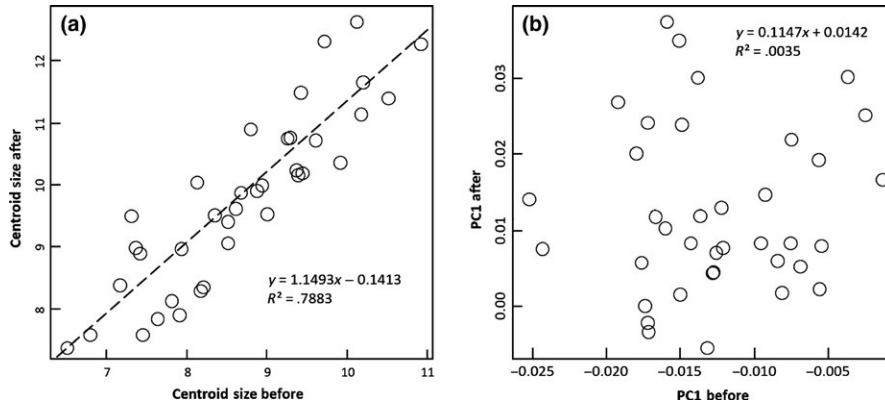 (a)
12
11
10
9
8
Centroid size after
y = 1.1493x – 0.1413
R² = .7883
7 8 9 10 11
Centroid size before
(b)
y = 0.1147x + 0.0142
R² = .0035
0.03
0.02
0.01
0.00
PC1 after
−0.025 −0.020 −0.015 −0.010 −0.005
PC1 before